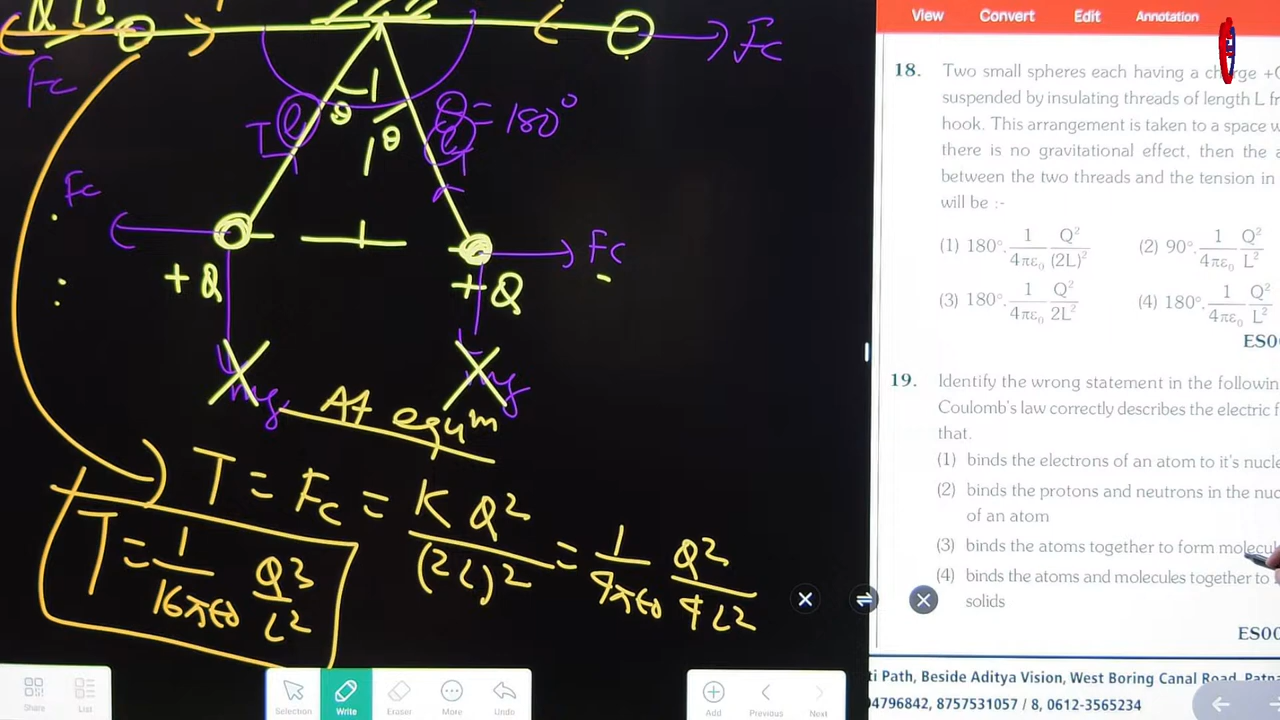 View Convert Edit Annotation
Fc
Fc
T
l
θ
θ
l
T
θ = 180°
Fc
Fc
+Q
+Q
mg
mg
At equm
T = Fc = K Q² / (2L)² = 1/4πε0 Q²/4L²
T = 1/16πε0 Q²/L²
18. Two small spheres each having a charge +
suspended by insulating threads of length L
hook. This arrangement is taken to a space
there is no gravitational effect, then the
between the two threads and the tension in
will be :-
(1) 180°. 1/4πε₀ Q²/(2L)² (2) 90°. 1/4πε₀ Q²/L²
(3) 180°. 1/4πε₀ Q²/2L² (4) 180°. 1/4πε₀ Q²/L²
ES00
19. Identify the wrong statement in the
Coulomb's law correctly describes the electric
that.
(1) binds the electrons of an atom to it's
(2) binds the protons and neutrons in the
of an atom
(3) binds the atoms together to form
(4) binds the atoms and molecules together to
solids
ES00
Path, Beside Aditya Vision, West Boring Canal Road,
04796842, 8757531057 / 8, 0612-3565234
Share List Selection Write Eraser More Undo Add Previous Next